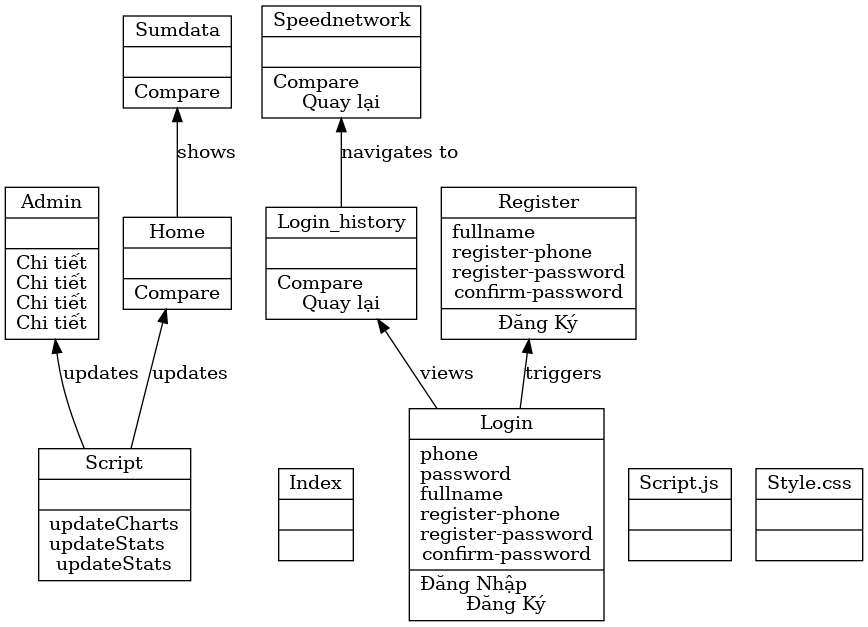 Sumdata
Compare
Speednetwork
Compare
Quay lại
shows
navigates to
Admin
Chi tiết
Chi tiết
Chi tiết
Chi tiết
Home
Compare
Login_history
Compare
Quay lại
Register
fullname
register-phone
register-password
confirm-password
Đăng Ký
updates
updates
views
triggers
Script
updateCharts
updateStats
updateStats
Index
Login
phone
password
fullname
register-phone
register-password
confirm-password
Đăng Nhập
Đăng Ký
Script.js
Style.css